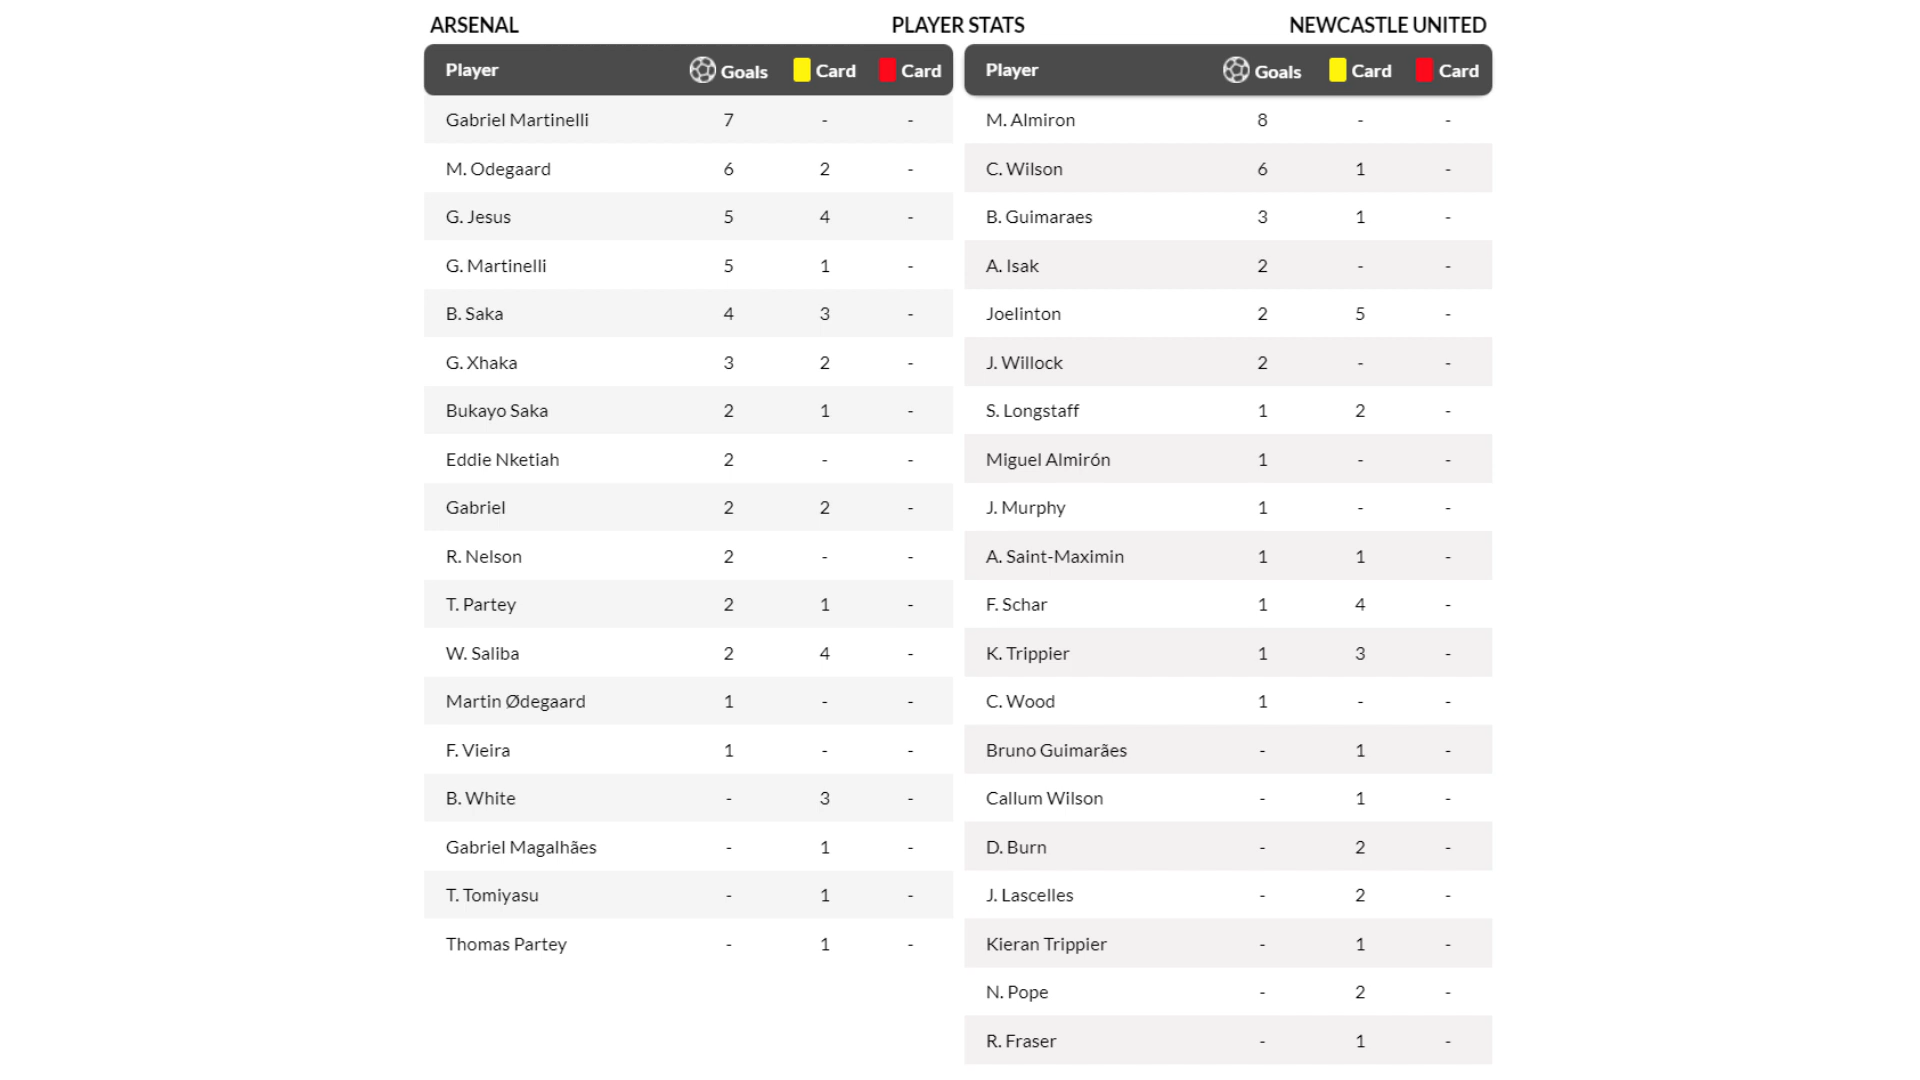 ARSENAL PLAYER STATS NEWCASTLE UNITED
Player Goals Card Card Player Goals Card Card
Gabriel Martinelli 7 - - M. Almiron 8 - -
M. Odegaard 6 2 - C. Wilson 6 1 -
G. Jesus 5 4 - B. Guimaraes 3 1 -
G. Martinelli 5 1 - A. Isak 2 - -
B. Saka 4 3 - Joelinton 2 5 -
G. Xhaka 3 2 - J. Willock 2 - -
Bukayo Saka 2 1 - S. Longstaff 1 2 -
Eddie Nketiah 2 - - Miguel Almirón 1 - -
Gabriel 2 2 - J. Murphy 1 - -
R. Nelson 2 - - A. Saint-Maximin 1 1 -
T. Partey 2 1 - F. Schar 1 4 -
W. Saliba 2 4 - K. Trippier 1 3 -
Martin Ødegaard 1 - - C. Wood 1 - -
F. Vieira 1 - - Bruno Guimarães - 1 -
B. White - 3 - Callum Wilson - 1 -
Gabriel Magalhães - 1 - D. Burn - 2 -
T. Tomiyasu - 1 - J. Lascelles - 2 -
Thomas Partey - 1 - Kieran Trippier - 1 -
N. Pope - 2 -
R. Fraser - 1 -